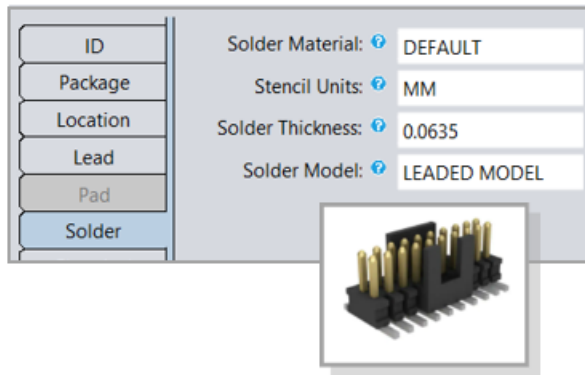 ID
Package
Location
Lead
Pad
Solder
Solder Material: ? DEFAULT
Stencil Units: ? MM
Solder Thickness: ? 0.0635
Solder Model: ? LEADED MODEL